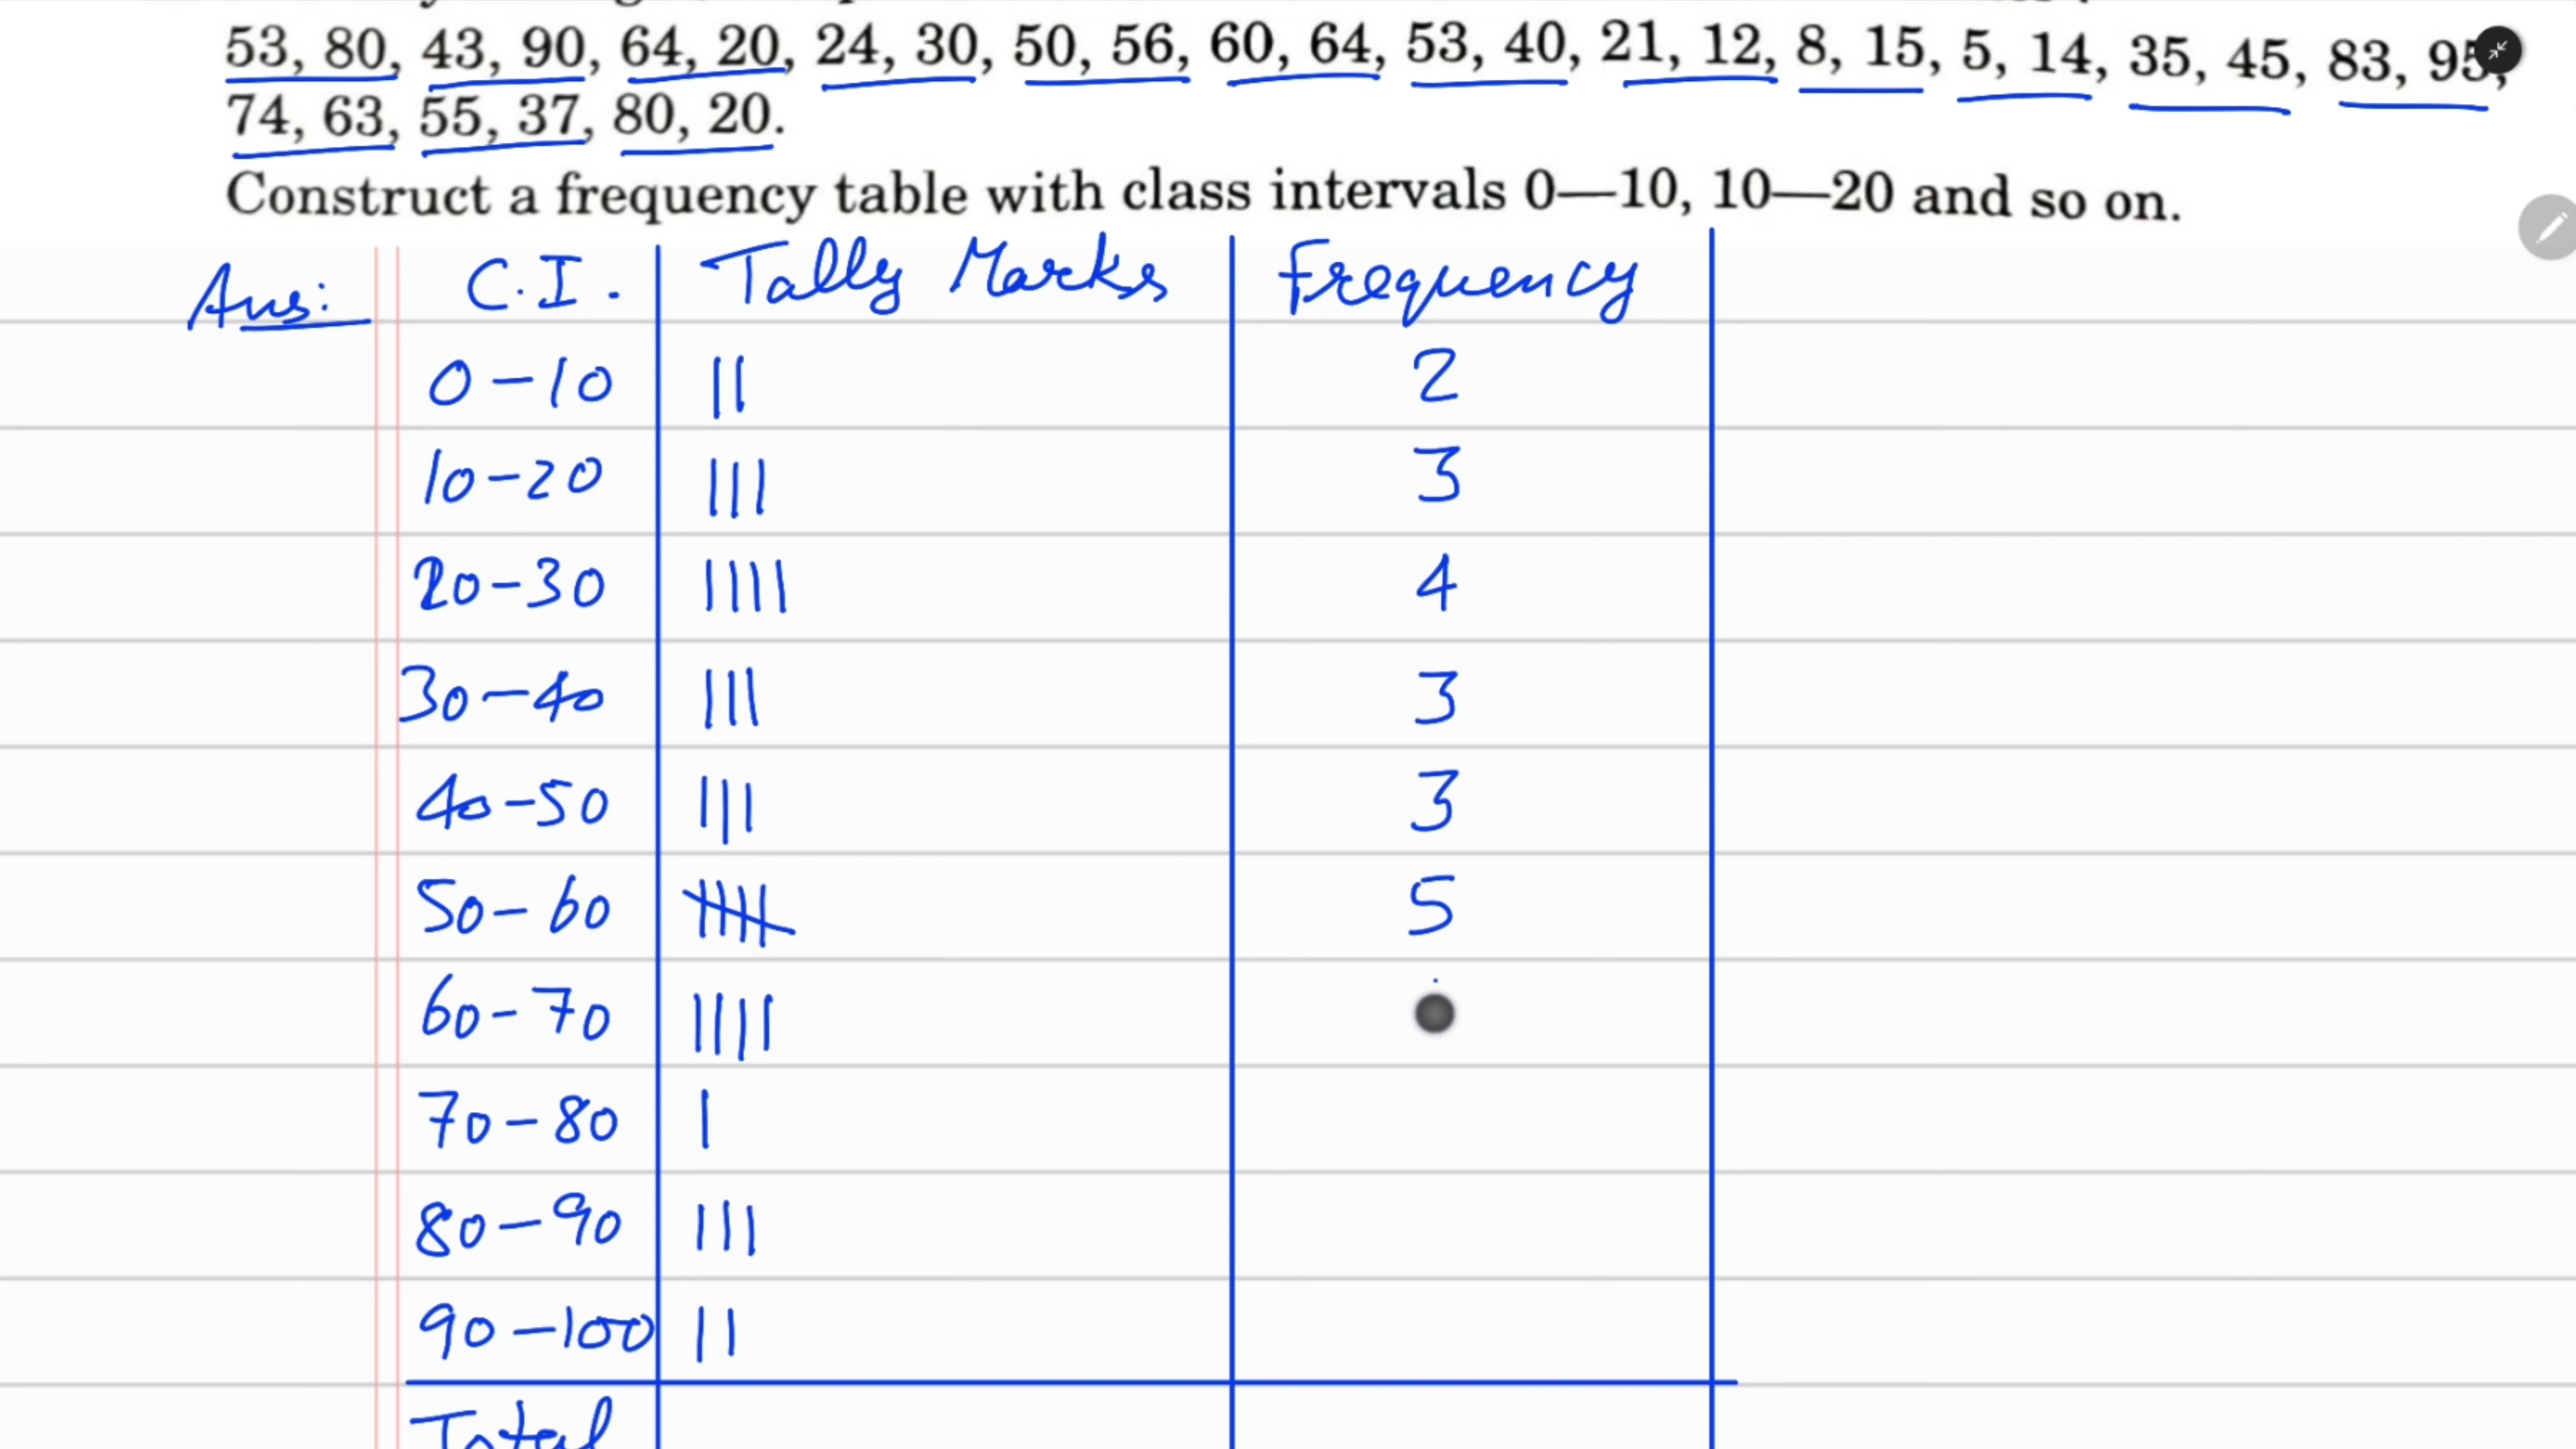 53, 80, 43, 90, 64, 20, 24, 30, 50, 56, 60, 64, 53, 40, 21, 12, 8, 15, 5, 14, 35, 45, 83, 95,
74, 63, 55, 37, 80, 20.
Construct a frequency table with class intervals 0—10, 10—20 and so on.
Ans: C.I. Tally Marks Frequency
0-10 || 2
10-20 ||| 3
20-30 |||| 4
30-40 ||| 3
40-50 ||| 3
50-60 5
60-70 ||||
70-80 |
80-90 |||
90-100 ||
Total